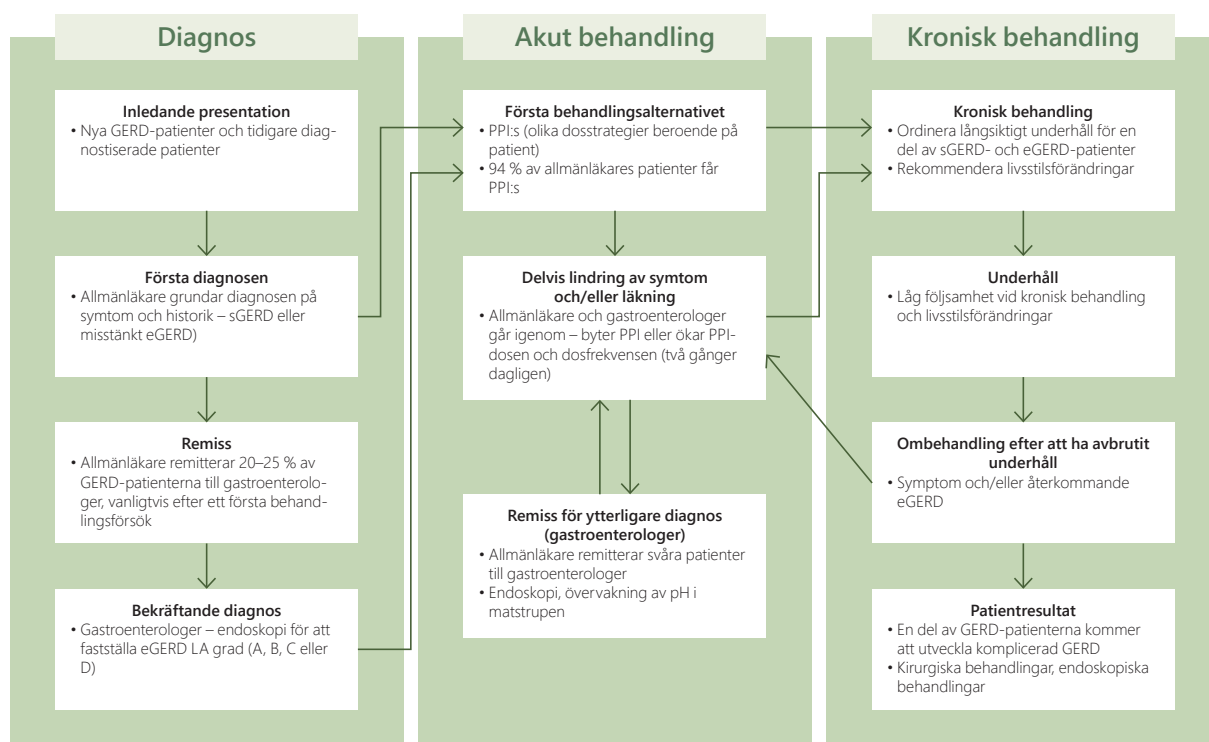 Diagnos
Inledande presentation
• Nya GERD-patienter och tidigare diag-
nostiserade patienter
Första diagnosen
• Allmänläkare grundar diagnosen på
symtom och historik – sGERD eller
misstänkt eGERD)
Remiss
• Allmänläkare remitterar 20–25 % av
GERD-patienterna till gastroenterolo-
ger, vanligtvis efter ett första behand-
lingsförsök
Bekräftande diagnos
• Gastroenterologer – endoskopi för att
fastställa eGERD LA grad (A, B, C eller
D)
Akut behandling
Första behandlingsalternativet
• PPI:s (olika dosstrategier beroende på
patient)
• 94 % av allmänläkares patienter får
PPI:s
Delvis lindring av symtom
och/eller läkning
• Allmänläkare och gastroenterologer
går igenom – byter PPI eller ökar PPI-
dosen och dosfrekvensen (två gånger
dagligen)
Remiss för ytterligare diagnos
(gastroenterologer)
• Allmänläkare remitterar svåra patienter
till gastroenterologer
• Endoskopi, övervakning av pH i
matstrupen
Kronisk behandling
Kronisk behandling
• Ordinera långsiktigt underhåll för en
del av sGERD- och eGERD-patienter
• Rekommendera livsstilsförändringar
Underhåll
• Låg följsamhet vid kronisk behandling
och livsstilsförändringar
Ombehandling efter att ha avbrutit
underhåll
• Symptom och/eller återkommande
eGERD
Patientresultat
• En del av GERD-patienterna kommer
att utveckla komplicerad GERD
• Kirurgiska behandlingar, endoskopiska
behandlingar